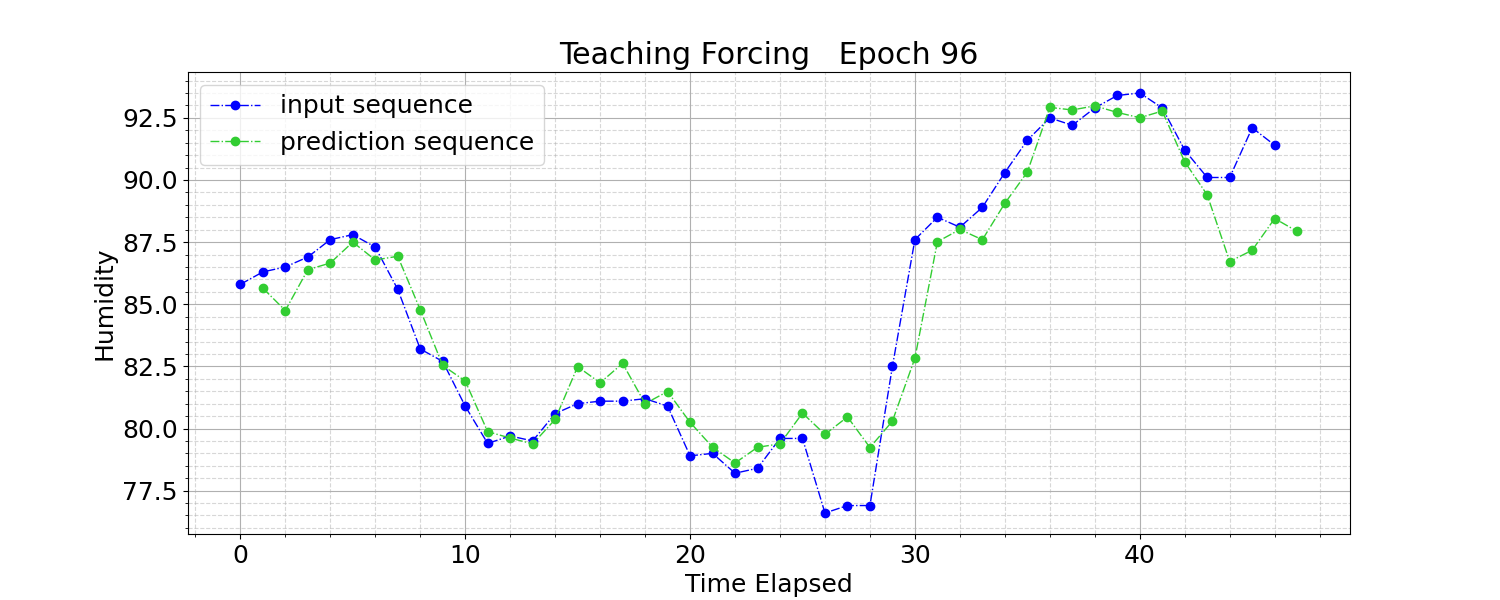 Teaching Forcing   Epoch 96
input sequence
prediction sequence
Humidity
92.5
90.0
87.5
85.0
82.5
80.0
77.5
0 10 20 30 40
Time Elapsed